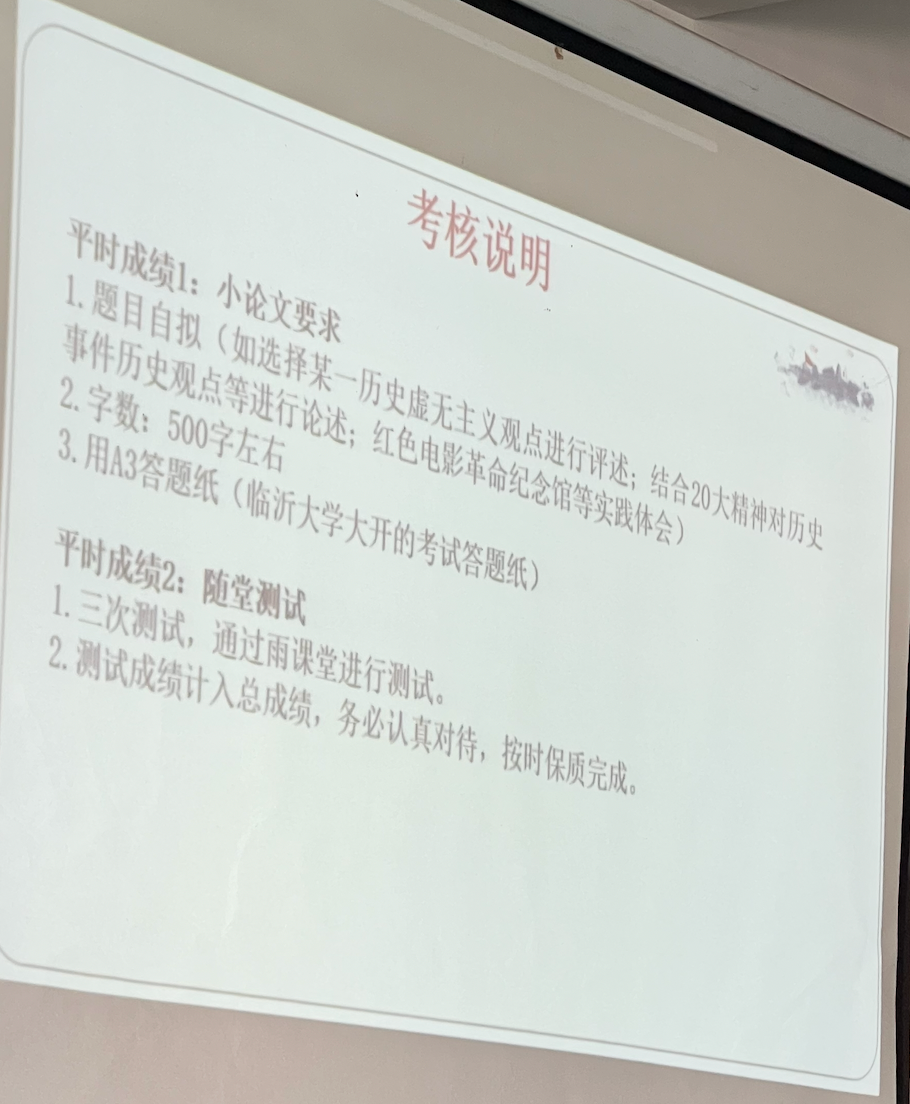 考核说明
平时成绩1：小论文要求
1.题目自拟（如选择某一历史虚无主义观点进行评述；结合20大精神对历史
事件历史观点等进行论述；红色电影革命纪念馆等实践体会）
2.字数：500字左右
3.用A3答题纸（临沂大学大开的考试答题纸）
平时成绩2：随堂测试
1.三次测试，通过雨课堂进行测试。
2.测试成绩计入总成绩，务必认真对待，按时保质完成。